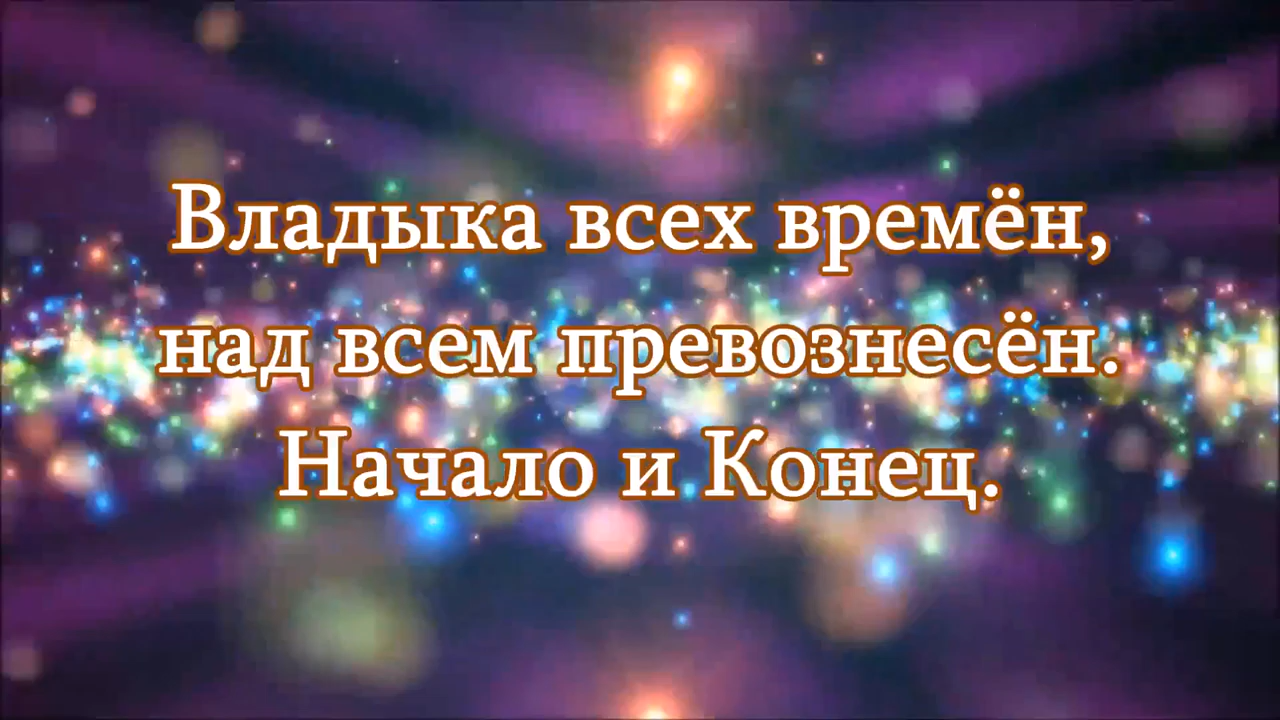 Владыка всех времён,
над всем превознесён.
Начало и Конец.